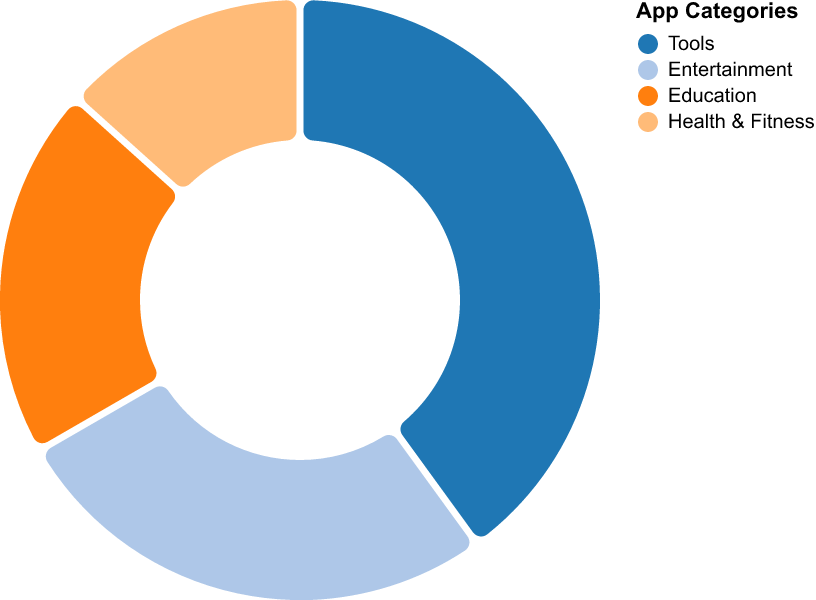 App Categories
Tools
Entertainment
Education
Health & Fitness